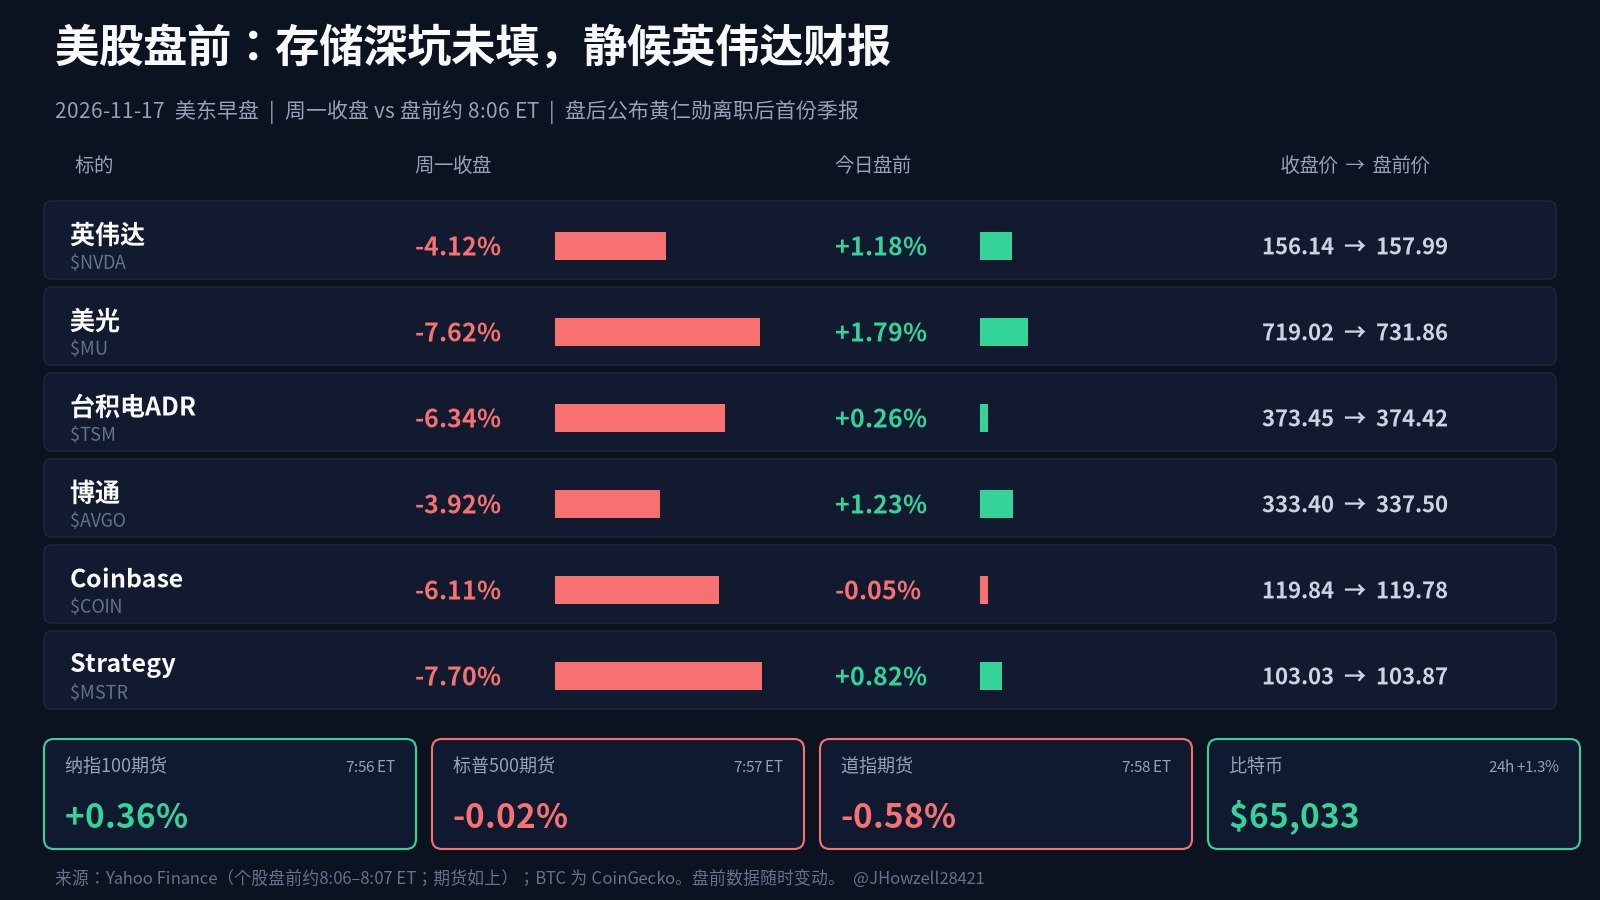 美股盘前：存储深坑未填，静候英伟达财报
2026-11-17 美东早盘 | 周一收盘 vs 盘前约 8:06 ET | 盘后公布黄仁勋离职后首份季报
标的 周一收盘 今日盘前 收盘价 → 盘前价
英伟达
$NVDA
-4.12% +1.18% 156.14 → 157.99
美光
$MU
-7.62% +1.79% 719.02 → 731.86
台积电ADR
$TSM
-6.34% +0.26% 373.45 → 374.42
博通
$AVGO
-3.92% +1.23% 333.40 → 337.50
Coinbase
$COIN
-6.11% -0.05% 119.84 → 119.78
Strategy
$MSTR
-7.70% +0.82% 103.03 → 103.87
纳指100期货 7:56 ET
+0.36%
标普500期货 7:57 ET
-0.02%
道指期货 7:58 ET
-0.58%
比特币 24h +1.3%
$65,033
来源：Yahoo Finance（个股盘前约8:06–8:07 ET；期货如上）；BTC 为 CoinGecko。盘前数据随时变动。 @JHowzell28421